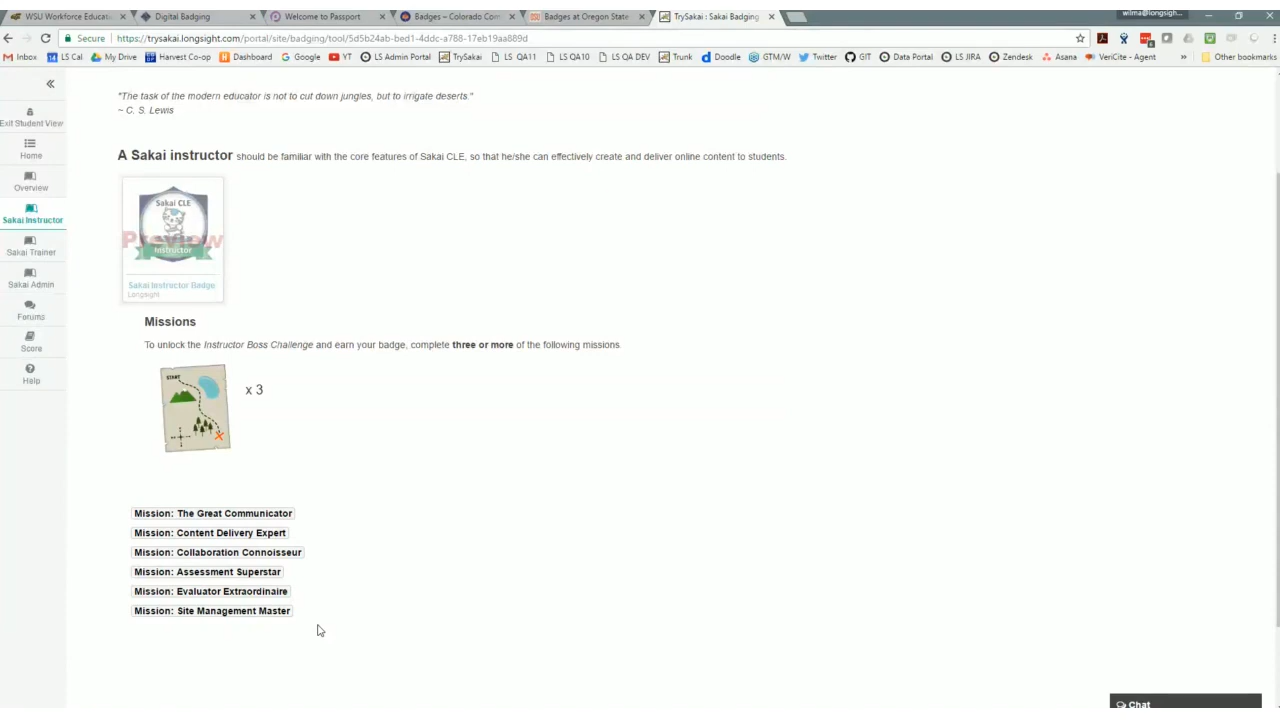 WSU Workforce Educati
Digital Badging
Welcome to Passport
Badges – Colorado Com
Badges at Oregon State
TrySakai : Sakai Badging
wilma@longsigh...
Secure
https://trysakai.longsight.com/portal/site/badging/tool/5d5b24ab-bed1-4ddc-a788-17eb19aa889d
Inbox
LS Cal
My Drive
Harvest Co-op
Dashboard
Google
YT
LS Admin Portal
TrySakai
LS QA11
LS QA10
LS QA DEV
Trunk
Doodle
GTM/W
Twitter
GIT
Data Portal
LS JIRA
Zendesk
Asana
VeriCite - Agent
Other bookmarks
Exit Student View
Home
Overview
Sakai Instructor
Sakai Trainer
Sakai Admin
Forums
Score
Help
"The task of the modern educator is not to cut down jungles, but to irrigate deserts."
~ C. S. Lewis
A Sakai instructor should be familiar with the core features of Sakai CLE, so that he/she can effectively create and deliver online content to students.
Sakai CLE
Preview
Instructor
Sakai Instructor Badge
Longsight
Missions
To unlock the Instructor Boss Challenge and earn your badge, complete three or more of the following missions.
START
x 3
Mission: The Great Communicator
Mission: Content Delivery Expert
Mission: Collaboration Connoisseur
Mission: Assessment Superstar
Mission: Evaluator Extraordinaire
Mission: Site Management Master
Chat